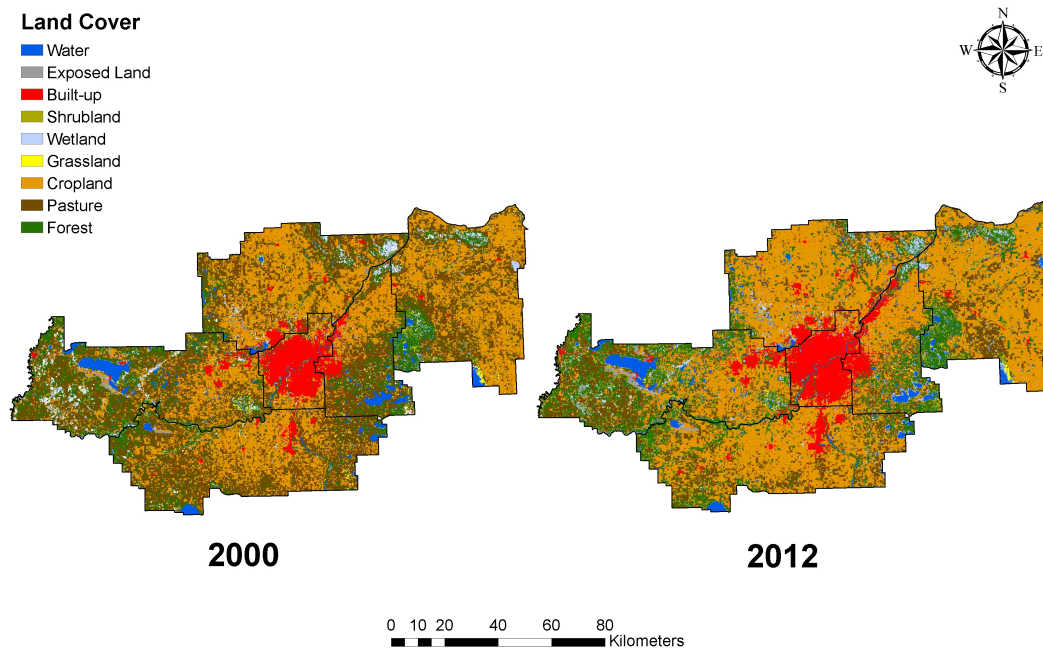 Land Cover
Water
Exposed Land
Built-up
Shrubland
Wetland
Grassland
Cropland
Pasture
Forest
N
W E
S
2000 2012
0 10 20 40 60 80
Kilometers